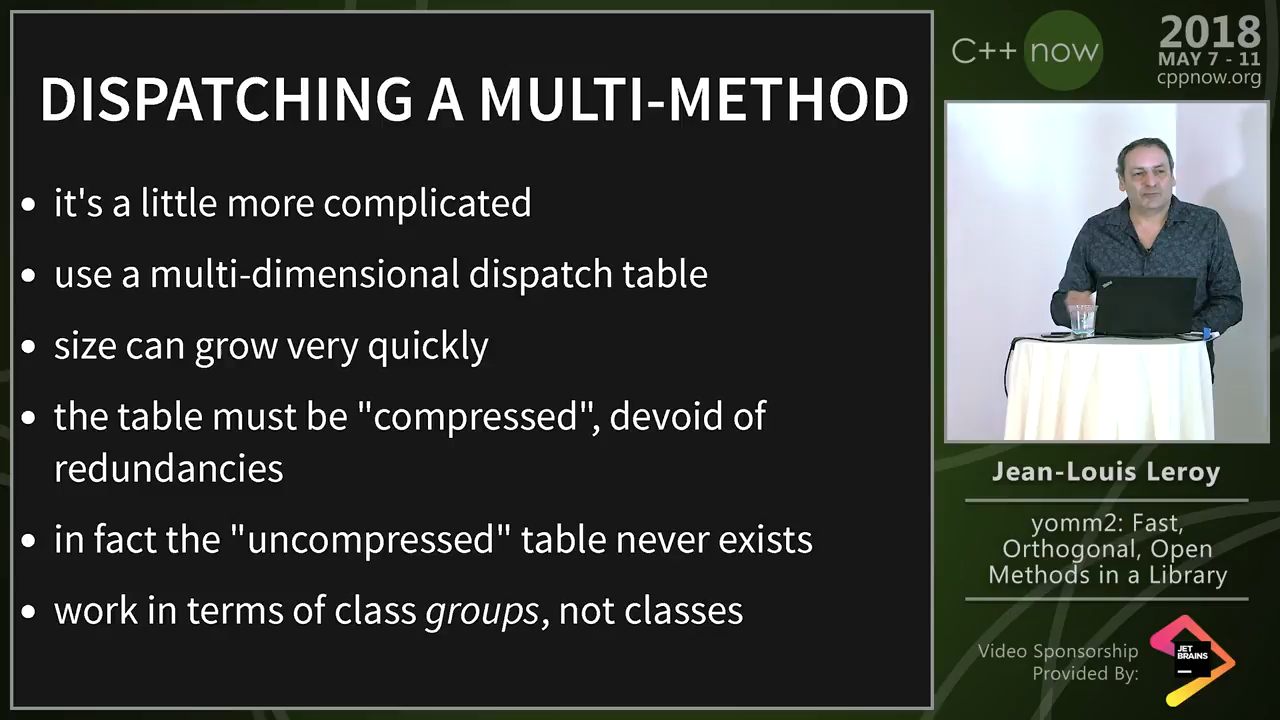 DISPATCHING A MULTI-METHOD
• it's a little more complicated
• use a multi-dimensional dispatch table
• size can grow very quickly
• the table must be "compressed", devoid of
redundancies
• in fact the "uncompressed" table never exists
• work in terms of class groups, not classes
C++ now
2018
MAY 7 - 11
cppnow.org
Jean-Louis Leroy
yomm2: Fast,
Orthogonal, Open
Methods in a Library
Video Sponsorship
Provided By:
JET
BRAINS